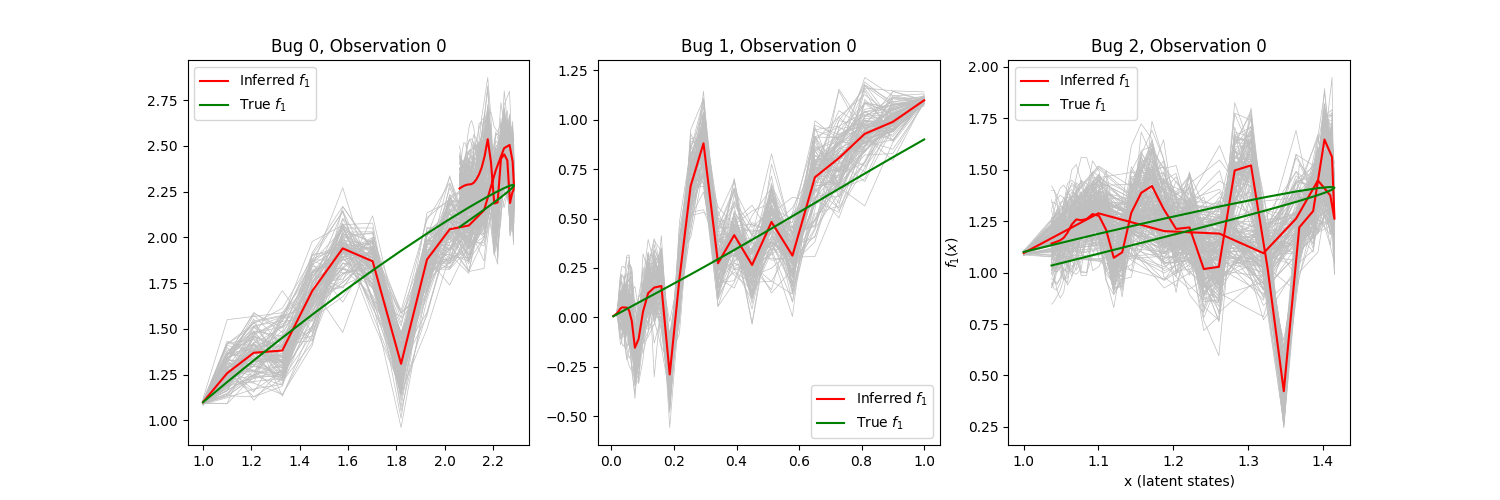 Bug 0, Observation 0
Inferred f₁
True f₁
2.75
2.50
2.25
2.00
1.75
1.50
1.25
1.00
1.0 1.2 1.4 1.6 1.8 2.0 2.2
Bug 1, Observation 0
1.25
1.00
0.75
0.50
0.25
0.00
−0.25
−0.50
Inferred f₁
True f₁
0.0 0.2 0.4 0.6 0.8 1.0
Bug 2, Observation 0
Inferred f₁
True f₁
f₁(x)
2.00
1.75
1.50
1.25
1.00
0.75
0.50
0.25
1.0 1.1 1.2 1.3 1.4
x (latent states)